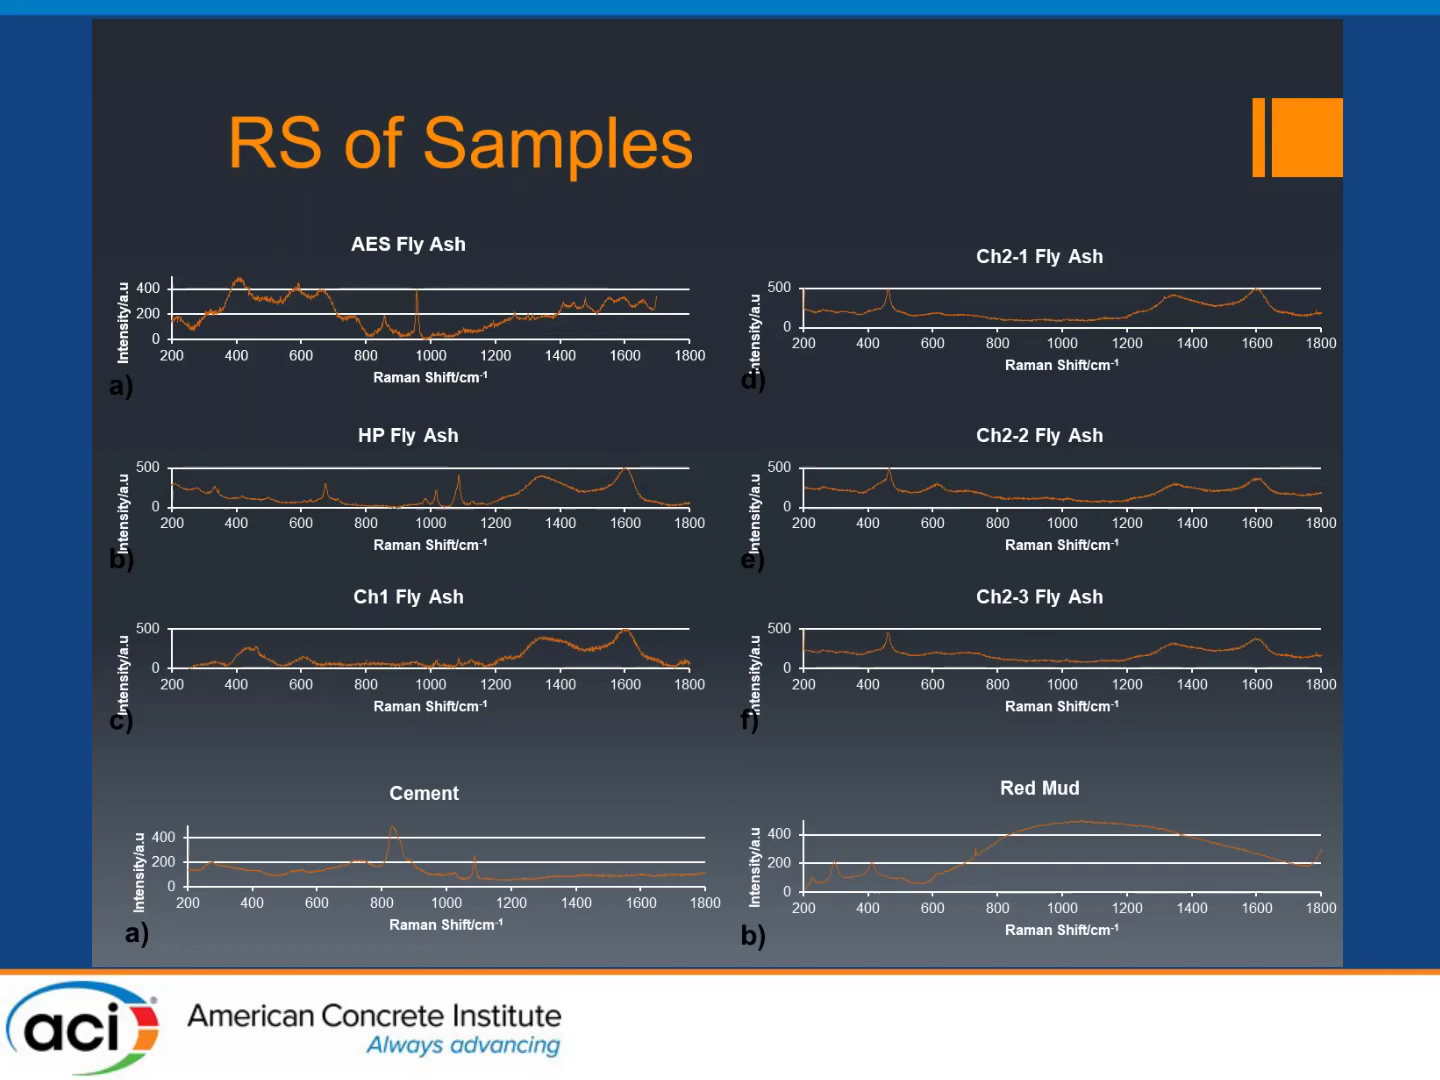 RS of Samples
AES Fly Ash
Intensity/a.u
400
200
0
200 400 600 800 1000 1200 1400 1600 1800
Raman Shift/cm-1
a)
HP Fly Ash
Intensity/a.u
500
0
200 400 600 800 1000 1200 1400 1600 1800
Raman Shift/cm-1
b)
Ch1 Fly Ash
Intensity/a.u
500
0
200 400 600 800 1000 1200 1400 1600 1800
Raman Shift/cm-1
c)
Ch2-1 Fly Ash
Intensity/a.u
500
0
200 400 600 800 1000 1200 1400 1600 1800
Raman Shift/cm-1
d)
Ch2-2 Fly Ash
Intensity/a.u
500
0
200 400 600 800 1000 1200 1400 1600 1800
Raman Shift/cm-1
e)
Ch2-3 Fly Ash
Intensity/a.u
500
0
200 400 600 800 1000 1200 1400 1600 1800
Raman Shift/cm-1
f)
Cement
Intensity/a.u
400
200
0
200 400 600 800 1000 1200 1400 1600 1800
Raman Shift/cm-1
a)
Red Mud
Intensity/a.u
400
200
0
200 400 600 800 1000 1200 1400 1600 1800
Raman Shift/cm-1
b)
aci®
American Concrete Institute
Always advancing